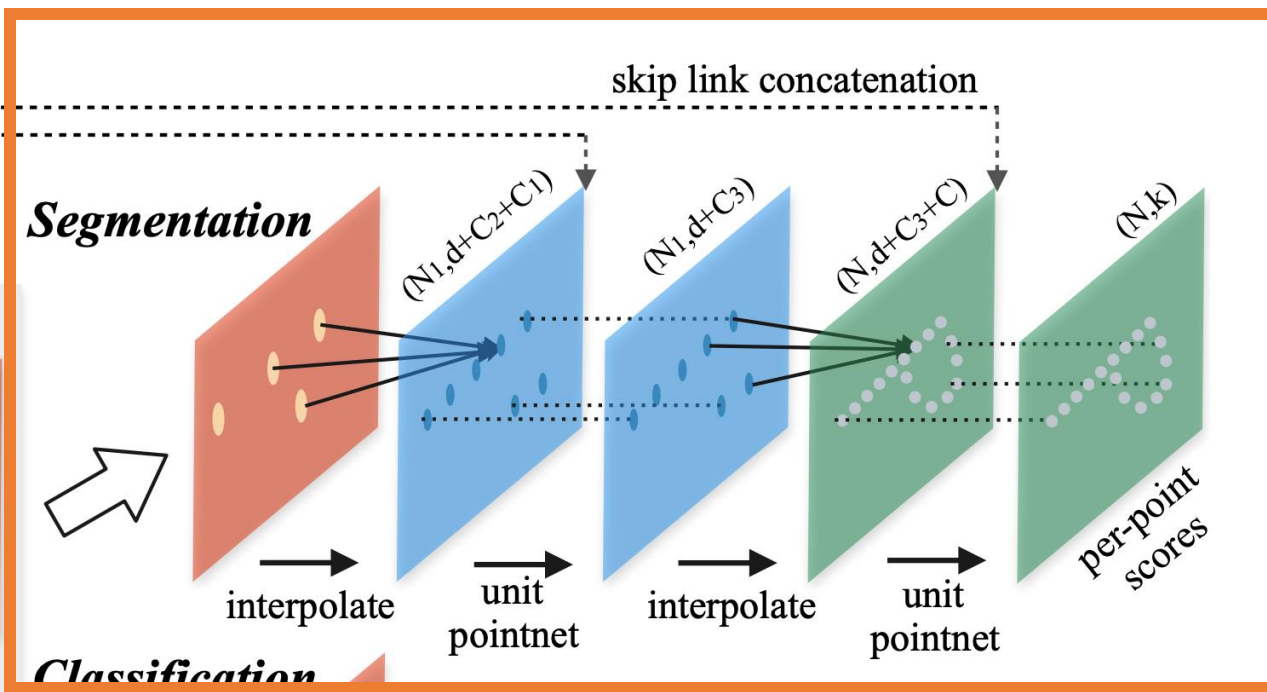 skip link concatenation
Segmentation
(N1,d+C2+C1)
(N1,d+C3)
(N,d+C3+C)
(N,k)
interpolate
unit
pointnet
interpolate
unit
pointnet
per-point
scores
Classification